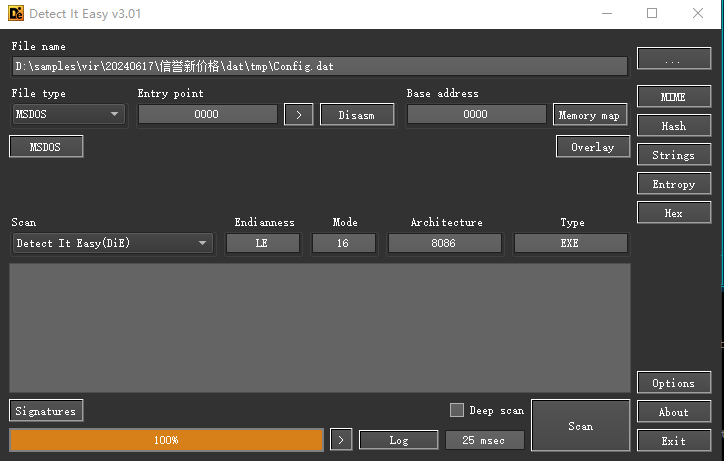 Detect It Easy v3.01
File name
D:\samples\vir\20240617\信誉新价格\dat\tmp\Config.dat
...
File type Entry point Base address MIME
MSDOS 0000 > Disasm 0000 Memory map
Hash
MSDOS Overlay Strings
Entropy
Hex
Scan Endianness Mode Architecture Type
Detect It Easy(DiE) LE 16 8086 EXE
Options
Signatures Deep scan Scan About
100% > Log 25 msec Exit